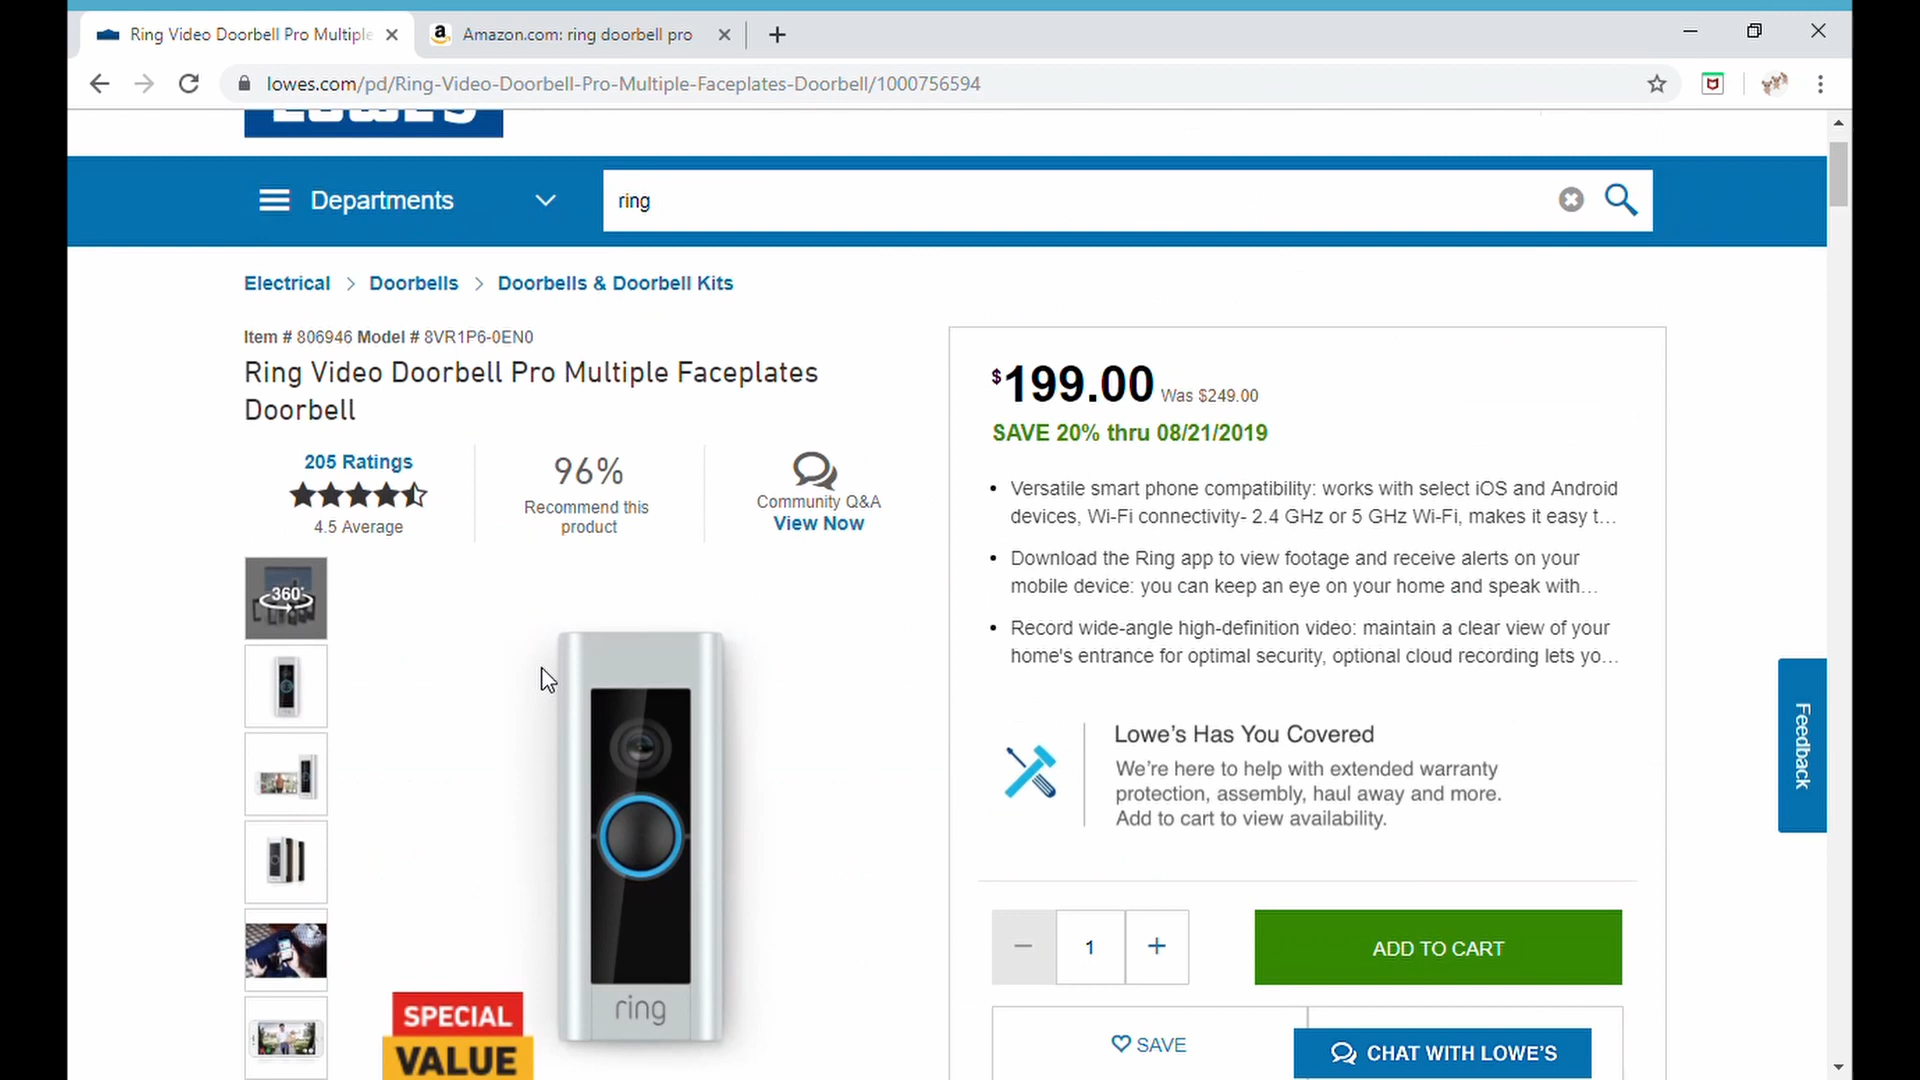 Ring Video Doorbell Pro Multiple
Amazon.com: ring doorbell pro
lowes.com/pd/Ring-Video-Doorbell-Pro-Multiple-Faceplates-Doorbell/1000756594
LOWE'S
Departments
ring
Electrical > Doorbells > Doorbells & Doorbell Kits
Item # 806946 Model # 8VR1P6-0EN0
Ring Video Doorbell Pro Multiple Faceplates
Doorbell
205 Ratings
4.5 Average
96%
Recommend this
product
Community Q&A
View Now
360°
ring
SPECIAL
VALUE
$199.00 Was $249.00
SAVE 20% thru 08/21/2019
• Versatile smart phone compatibility: works with select iOS and Android
devices, Wi-Fi connectivity- 2.4 GHz or 5 GHz Wi-Fi, makes it easy t...
• Download the Ring app to view footage and receive alerts on your
mobile device: you can keep an eye on your home and speak with...
• Record wide-angle high-definition video: maintain a clear view of your
home's entrance for optimal security, optional cloud recording lets yo...
Lowe's Has You Covered
We're here to help with extended warranty
protection, assembly, haul away and more.
Add to cart to view availability.
1
ADD TO CART
SAVE
CHAT WITH LOWE'S
Feedback